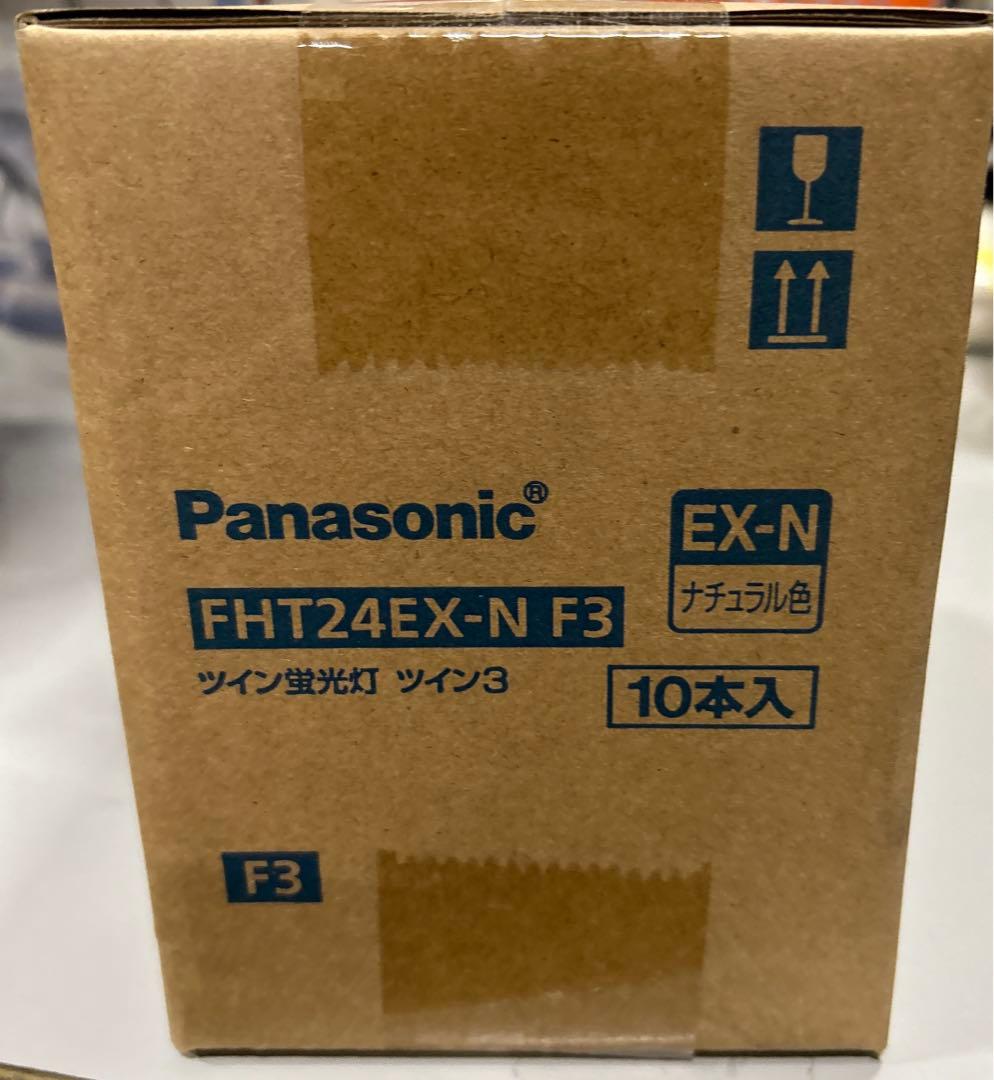 Panasonic®
EX-N
ナチュラル色
FHT24EX-N F3
ツイン蛍光灯 ツイン3
10本入
F3